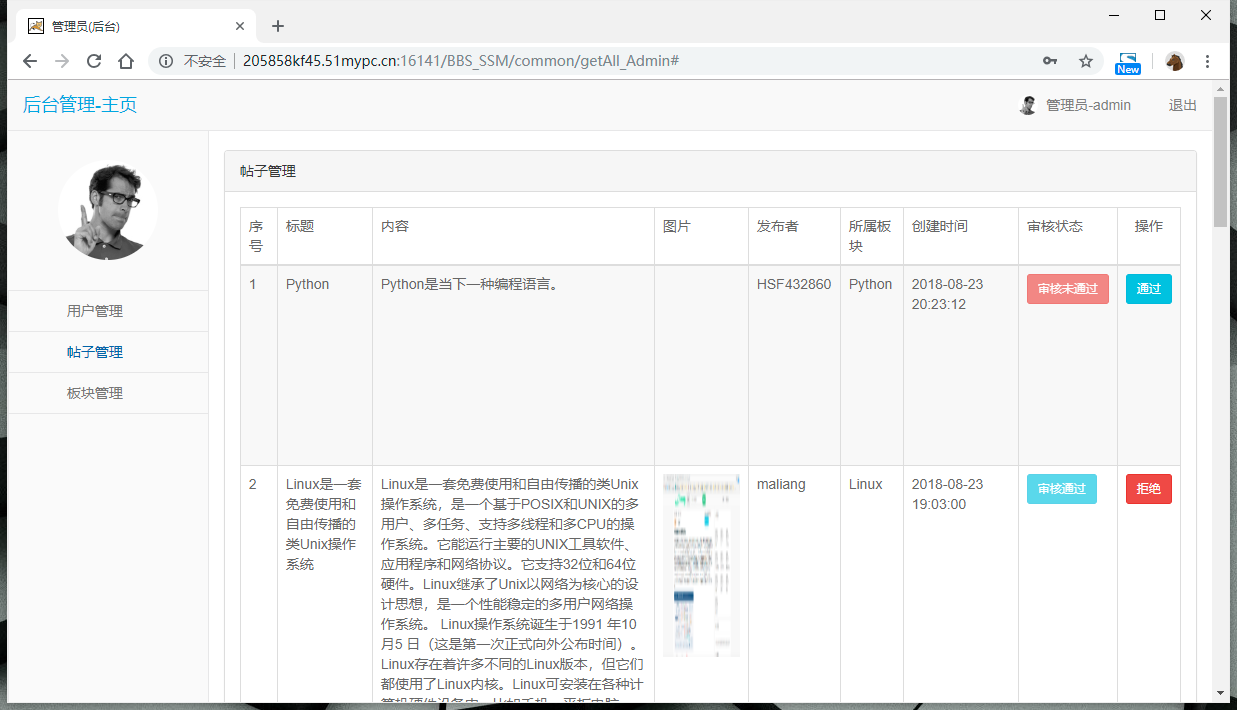 管理员(后台)
不安全 205858kf45.51mypc.cn:16141/BBS_SSM/common/getAll_Admin#
New
后台管理-主页
管理员-admin
退出
用户管理
帖子管理
板块管理
帖子管理
序号
标题
内容
图片
发布者
所属板块
创建时间
审核状态
操作
1
Python
Python是当下一种编程语言。
HSF432860
Python
2018-08-23
20:23:12
审核未通过
通过
2
Linux是一套
免费使用和
自由传播的
类Unix操作
系统
Linux是一套免费使用和自由传播的类Unix
操作系统，是一个基于POSIX和UNIX的多
用户、多任务、支持多线程和多CPU的操
作系统。它能运行主要的UNIX工具软件、
应用程序和网络协议。它支持32位和64位
硬件。Linux继承了Unix以网络为核心的设
计思想，是一个性能稳定的多用户网络操
作系统。 Linux操作系统诞生于1991 年10
月5 日（这是第一次正式向外公布时间）。
Linux存在着许多不同的Linux版本，但它们
都使用了Linux内核。Linux可安装在各种计
maliang
Linux
2018-08-23
19:03:00
审核通过
拒绝